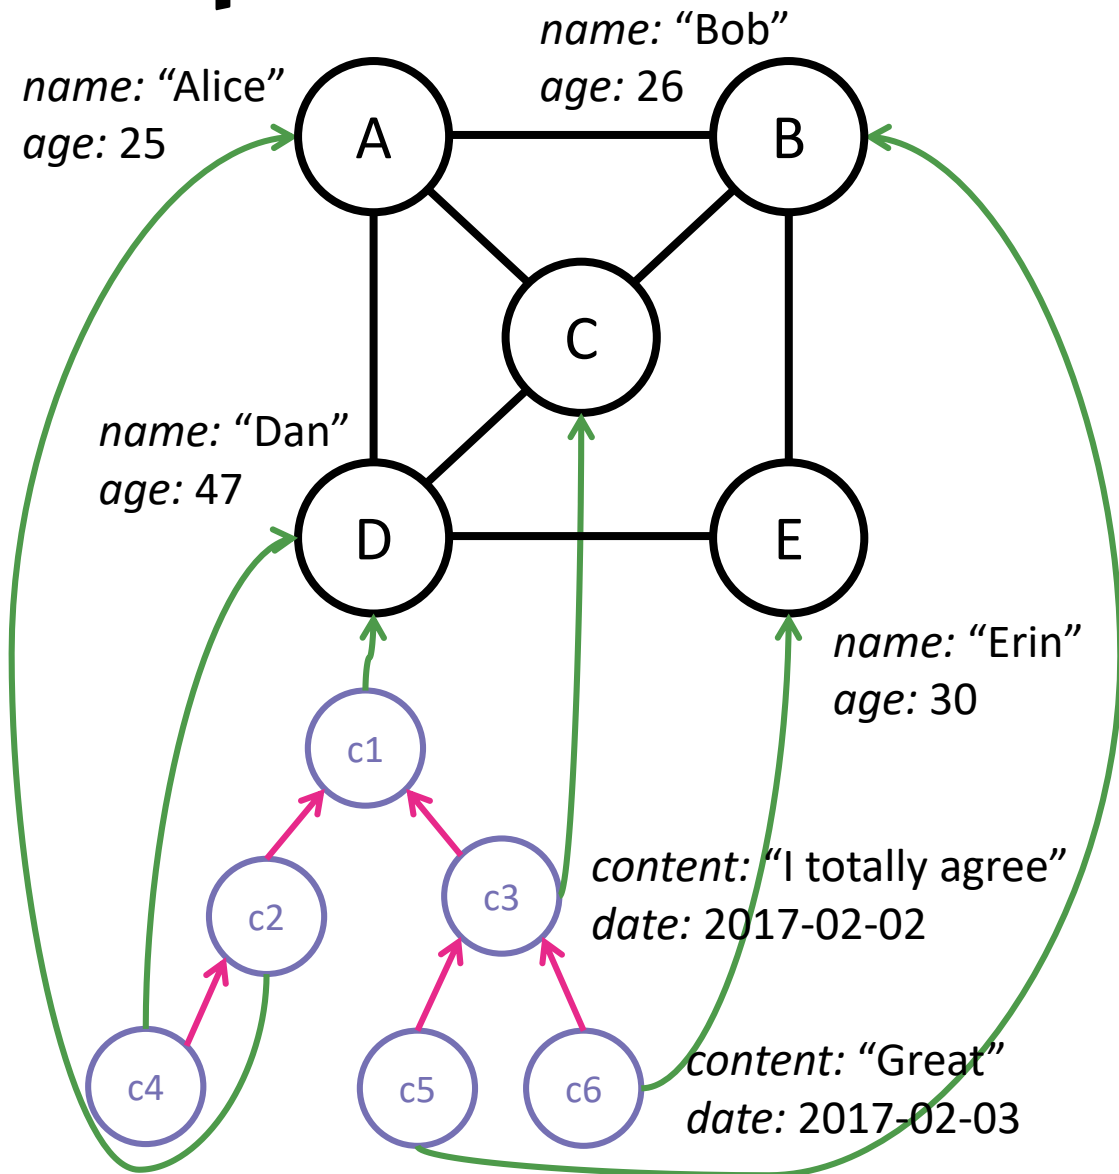 name: “Bob”
age: 26
name: “Alice”
age: 25
A
B
C
name: “Dan”
age: 47
D
E
name: “Erin”
age: 30
c1
content: “I totally agree”
date: 2017-02-02
c2
c3
content: “Great”
date: 2017-02-03
c4
c5
c6